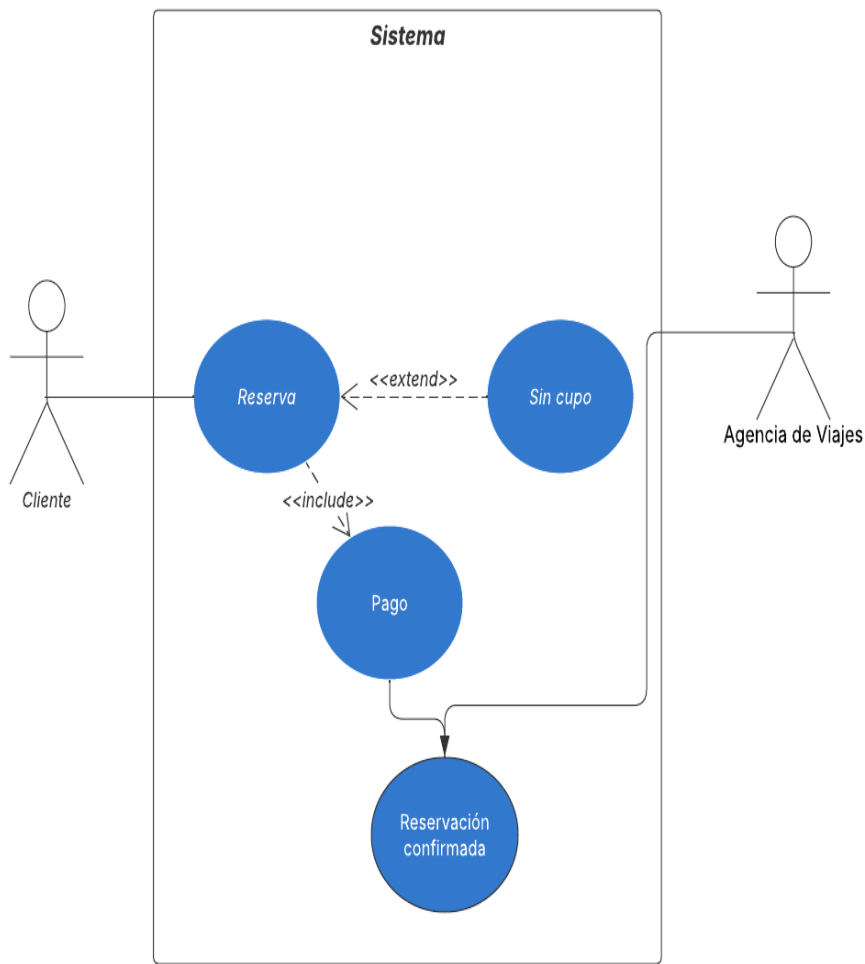 Sistema
<<extend>>
Reserva
Sin cupo
Agencia de Viajes
Cliente
<<include>>
Pago
Reservación
confirmada